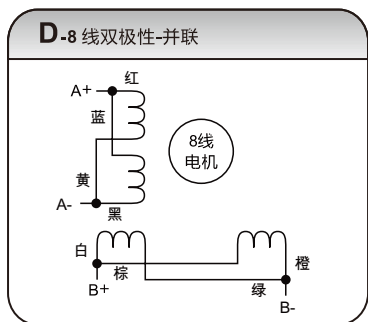 D-8 线双极性-并联
红
A+
蓝
8线
电机
黄
A-
黑
白
棕
橙
B+
绿
B-